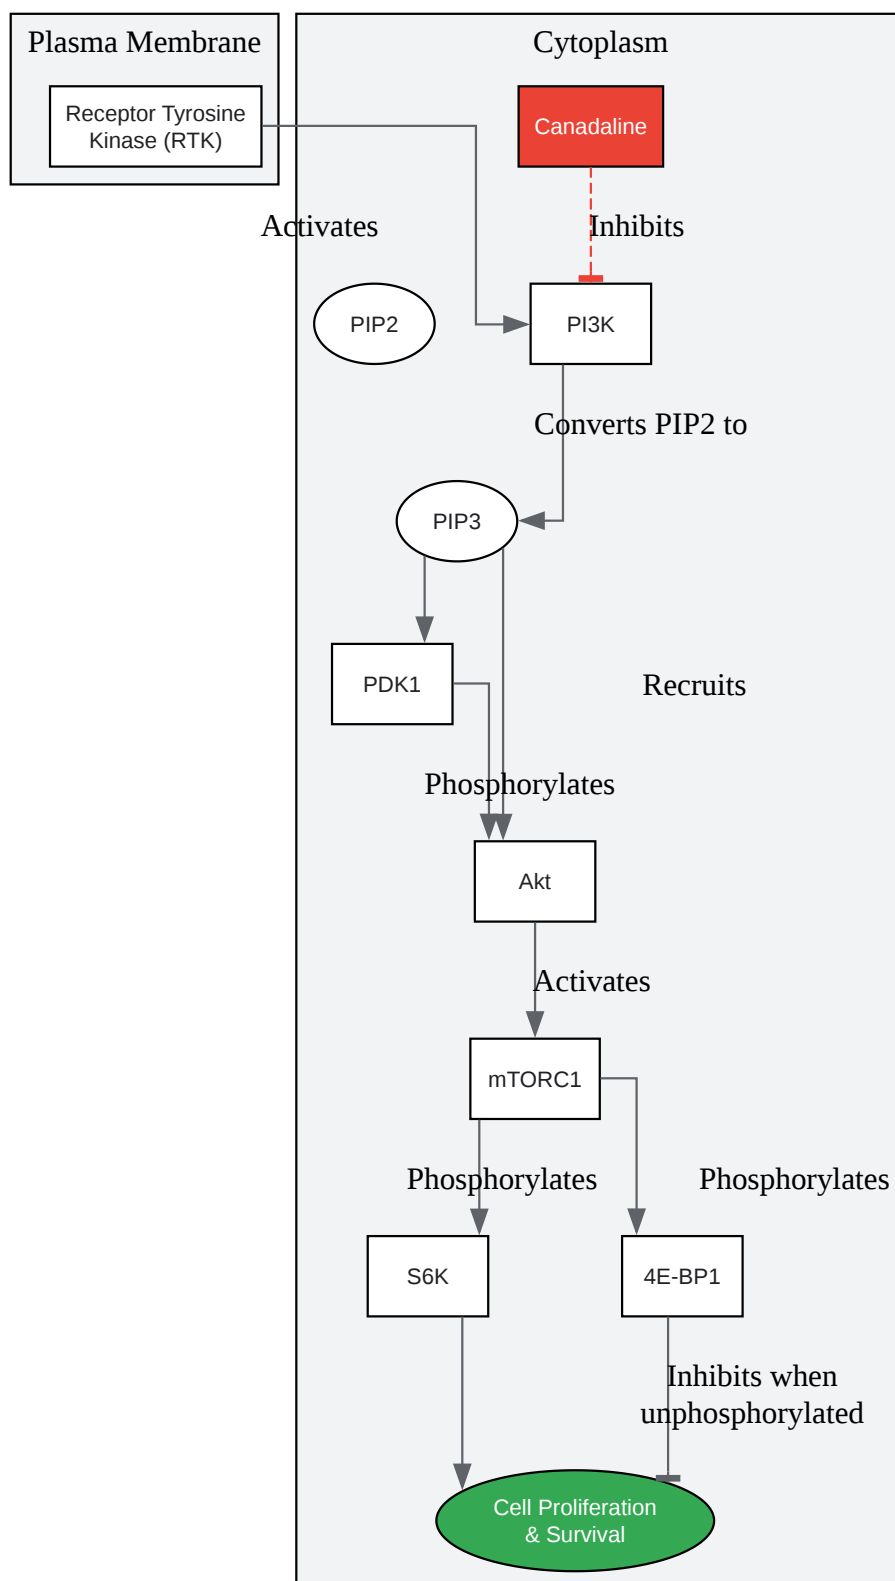 Plasma Membrane
Cytoplasm
Receptor Tyrosine
Kinase (RTK)
Canadaline
Activates
Inhibits
PIP2
PI3K
Converts PIP2 to
PIP3
PDK1
Recruits
Phosphorylates
Akt
Activates
mTORC1
Phosphorylates
Phosphorylates
S6K
4E-BP1
Inhibits when
unphosphorylated
Cell Proliferation
& Survival